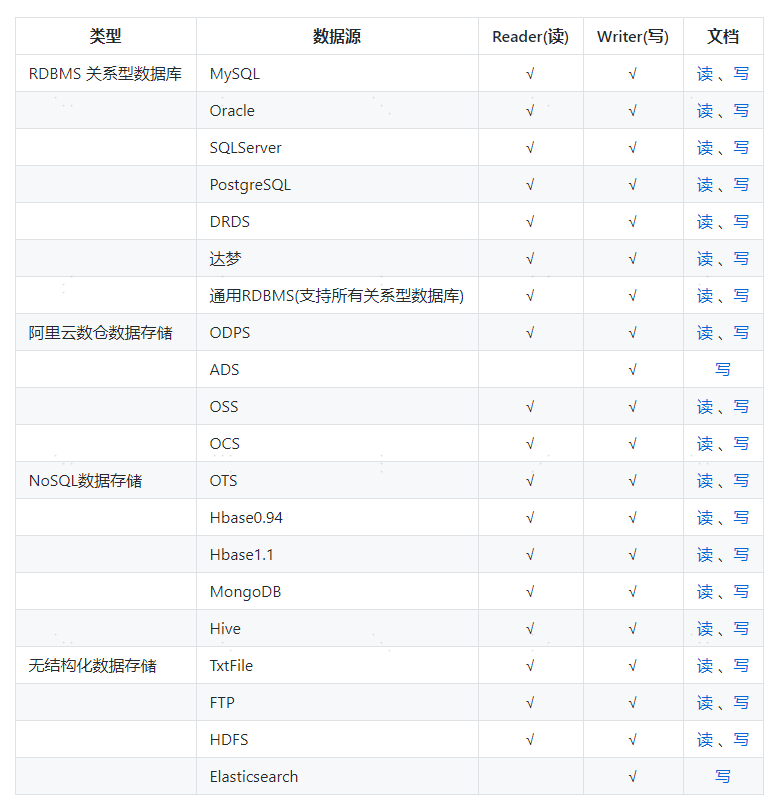 类型 数据源 Reader(读) Writer(写) 文档
RDBMS 关系型数据库 MySQL √ √ 读 、写
Oracle √ √ 读 、写
SQLServer √ √ 读 、写
PostgreSQL √ √ 读 、写
DRDS √ √ 读 、写
达梦 √ √ 读 、写
通用RDBMS(支持所有关系型数据库) √ √ 读 、写
阿里云数仓数据存储 ODPS √ √ 读 、写
ADS √ 写
OSS √ √ 读 、写
OCS √ √ 读 、写
NoSQL数据存储 OTS √ √ 读 、写
Hbase0.94 √ √ 读 、写
Hbase1.1 √ √ 读 、写
MongoDB √ √ 读 、写
Hive √ √ 读 、写
无结构化数据存储 TxtFile √ √ 读 、写
FTP √ √ 读 、写
HDFS √ √ 读 、写
Elasticsearch √ 写